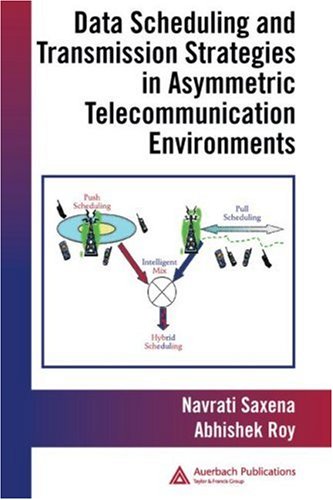 Data Scheduling and
Transmission Strategies
in Asymmetric
Telecommunication
Environments
Push
Scheduling
Pull
Scheduling
Intelligent
Mix
Hybrid
Scheduling
Navrati Saxena
Abhishek Roy
Auerbach Publications
Taylor & Francis Group